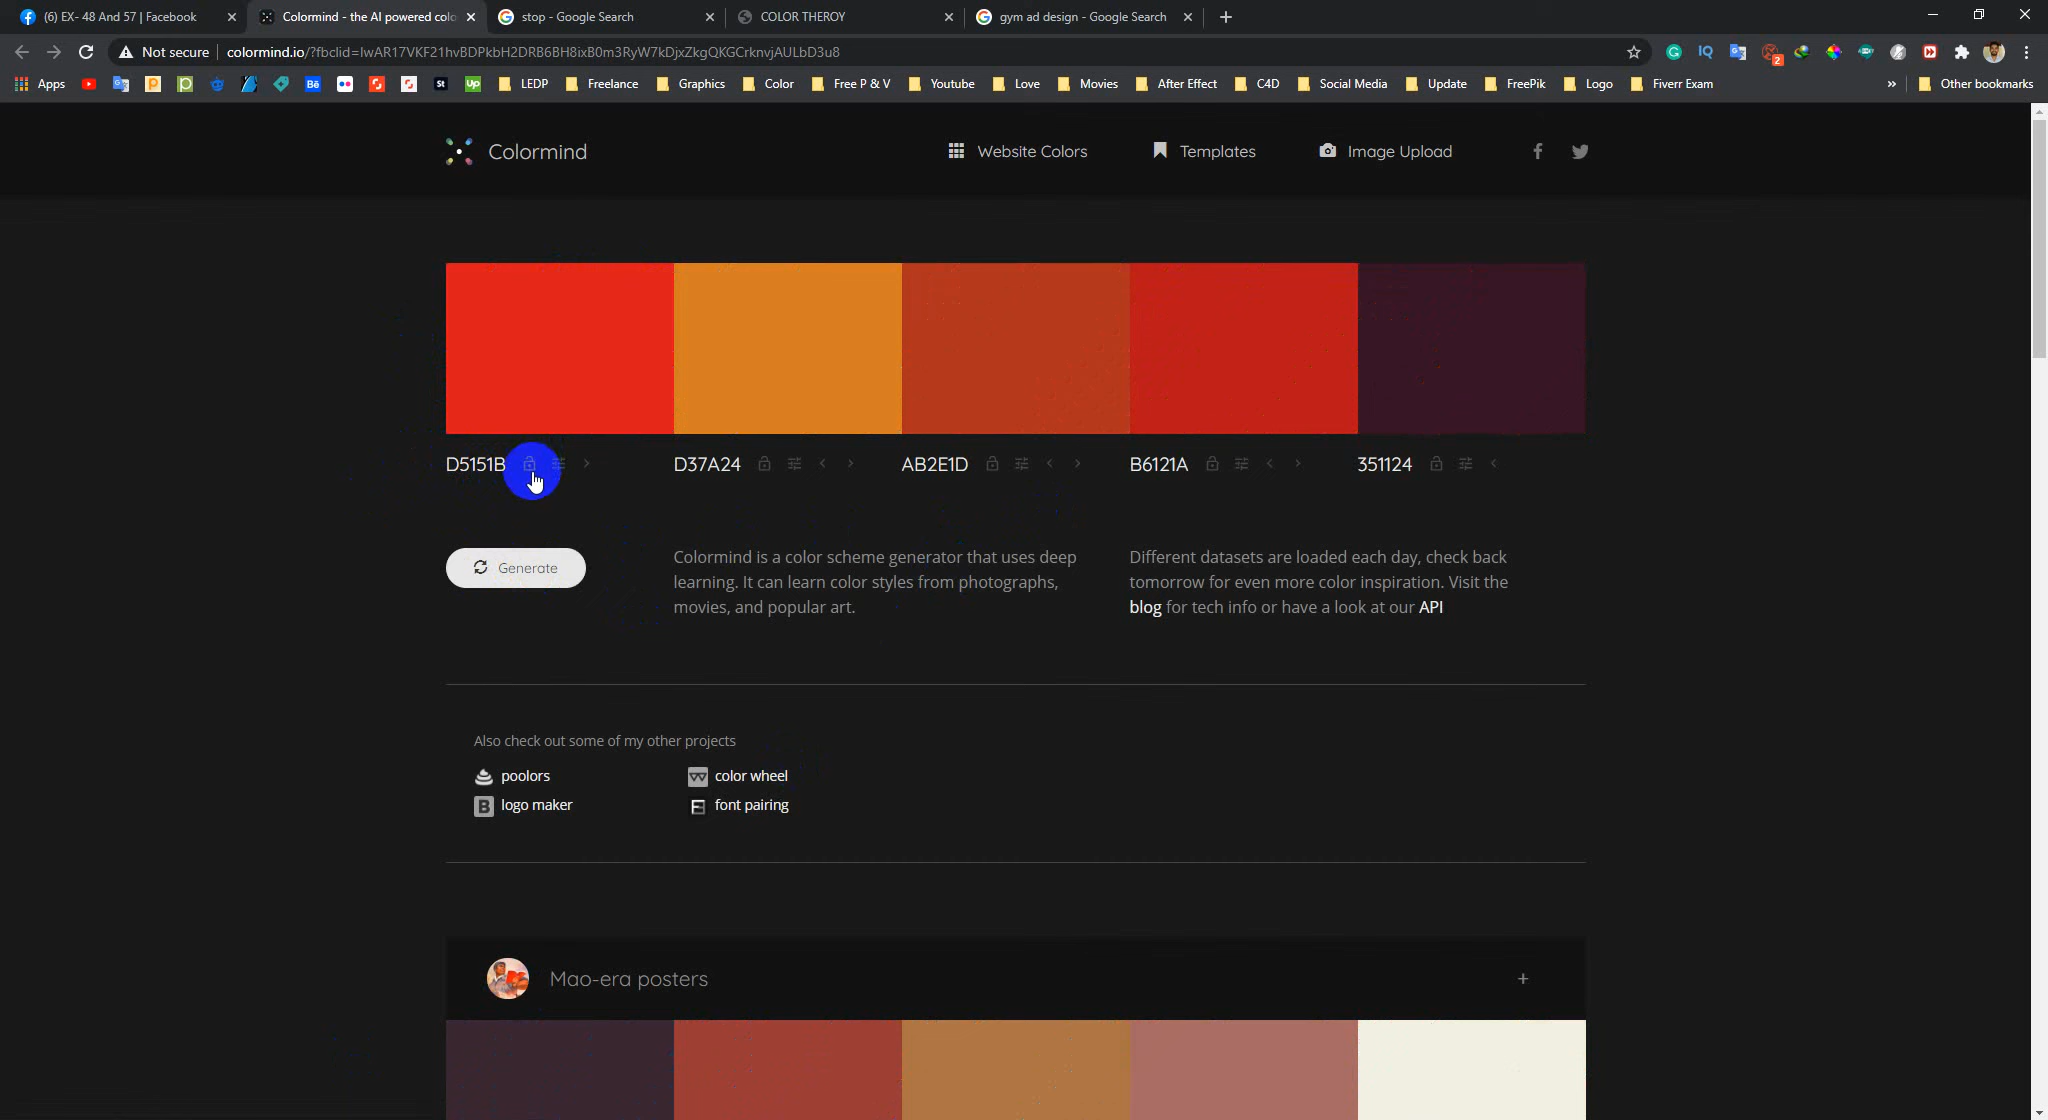 (6) EX- 48 And 57 | Facebook
Colormind - the AI powered colo
stop - Google Search
COLOR THEROY
gym ad design - Google Search
Not secure
colormind.io/?fbclid=IwAR17VKF21hvBDPkbH2DRB6BH8ixB0m3RyW7kDjxZkgQKGCrknvjAULbD3u8
Apps
LEDP
Freelance
Graphics
Color
Free P & V
Youtube
Love
Movies
After Effect
C4D
Social Media
Update
FreePik
Logo
Fiverr Exam
»
Other bookmarks
Colormind
Website Colors
Templates
Image Upload
D5151B
D37A24
AB2E1D
B6121A
351124
Generate
Colormind is a color scheme generator that uses deep
learning. It can learn color styles from photographs,
movies, and popular art.
Different datasets are loaded each day, check back
tomorrow for even more color inspiration. Visit the
blog for tech info or have a look at our API
Also check out some of my other projects
poolors
color wheel
logo maker
font pairing
Mao-era posters
+